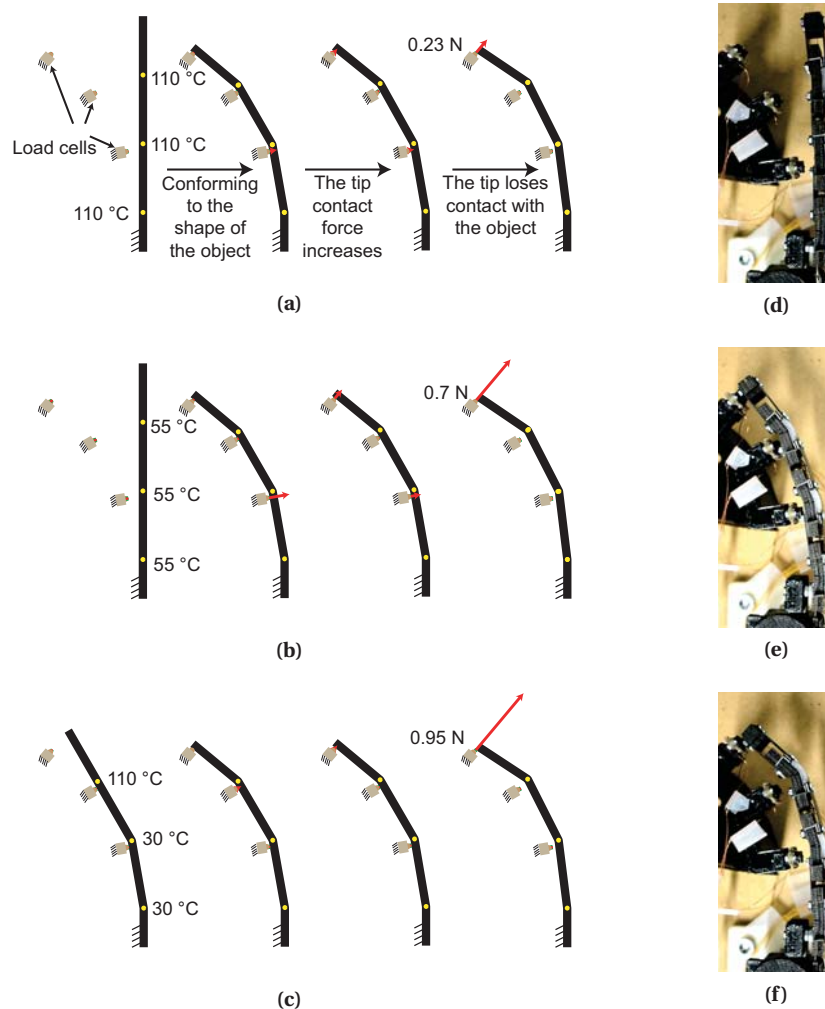 110 °C
0.23 N
110 °C
Load cells
110 °C
Conforming
to the
shape of
the object
The tip
contact
force
increases
The tip loses
contact with
the object
(a)
(d)
0.7 N
55 °C
55 °C
55 °C
(b)
(e)
0.95 N
110 °C
30 °C
30 °C
(c)
(f)